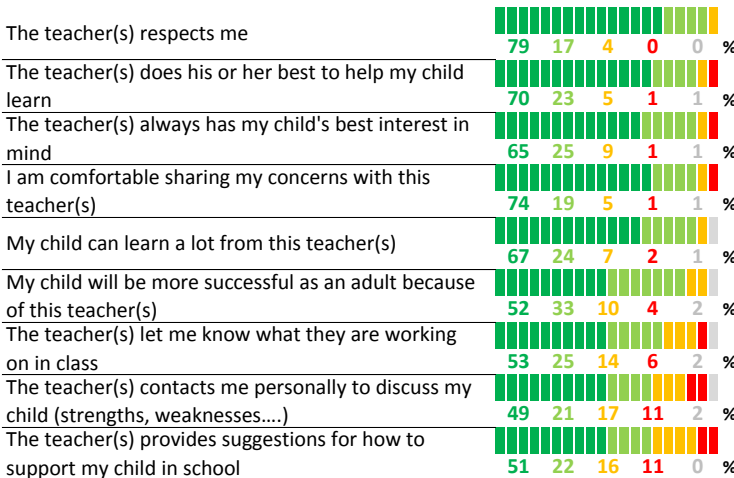 The teacher(s) respects me
79 17 4 0 0 %
The teacher(s) does his or her best to help my child
learn
70 23 5 1 1 %
The teacher(s) always has my child's best interest in
mind
65 25 9 1 1 %
I am comfortable sharing my concerns with this
teacher(s)
74 19 5 1 1 %
My child can learn a lot from this teacher(s)
67 24 7 2 1 %
My child will be more successful as an adult because
of this teacher(s)
52 33 10 4 2 %
The teacher(s) let me know what they are working
on in class
53 25 14 6 2 %
The teacher(s) contacts me personally to discuss my
child (strengths, weaknesses....)
49 21 17 11 2 %
The teacher(s) provides suggestions for how to
support my child in school
51 22 16 11 0 %